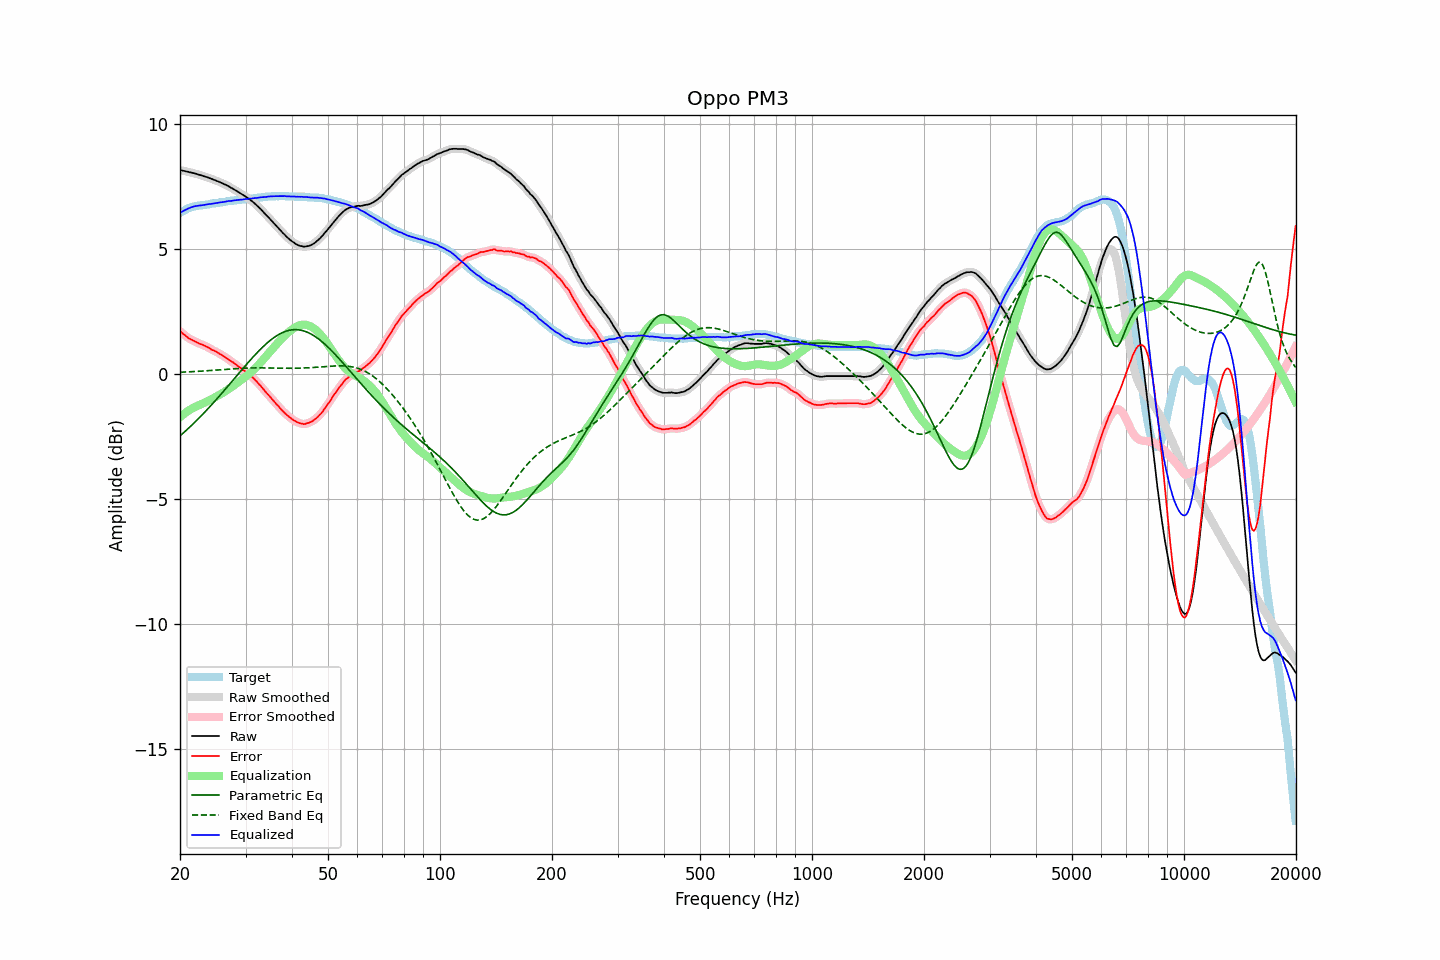 Oppo PM3
10
5
0
−5
−10
−15
Amplitude (dBr)
Target
Raw Smoothed
Error Smoothed
Raw
Error
Equalization
Parametric Eq
Fixed Band Eq
Equalized
20 50 100 200 500 1000 2000 5000 10000 20000
Frequency (Hz)